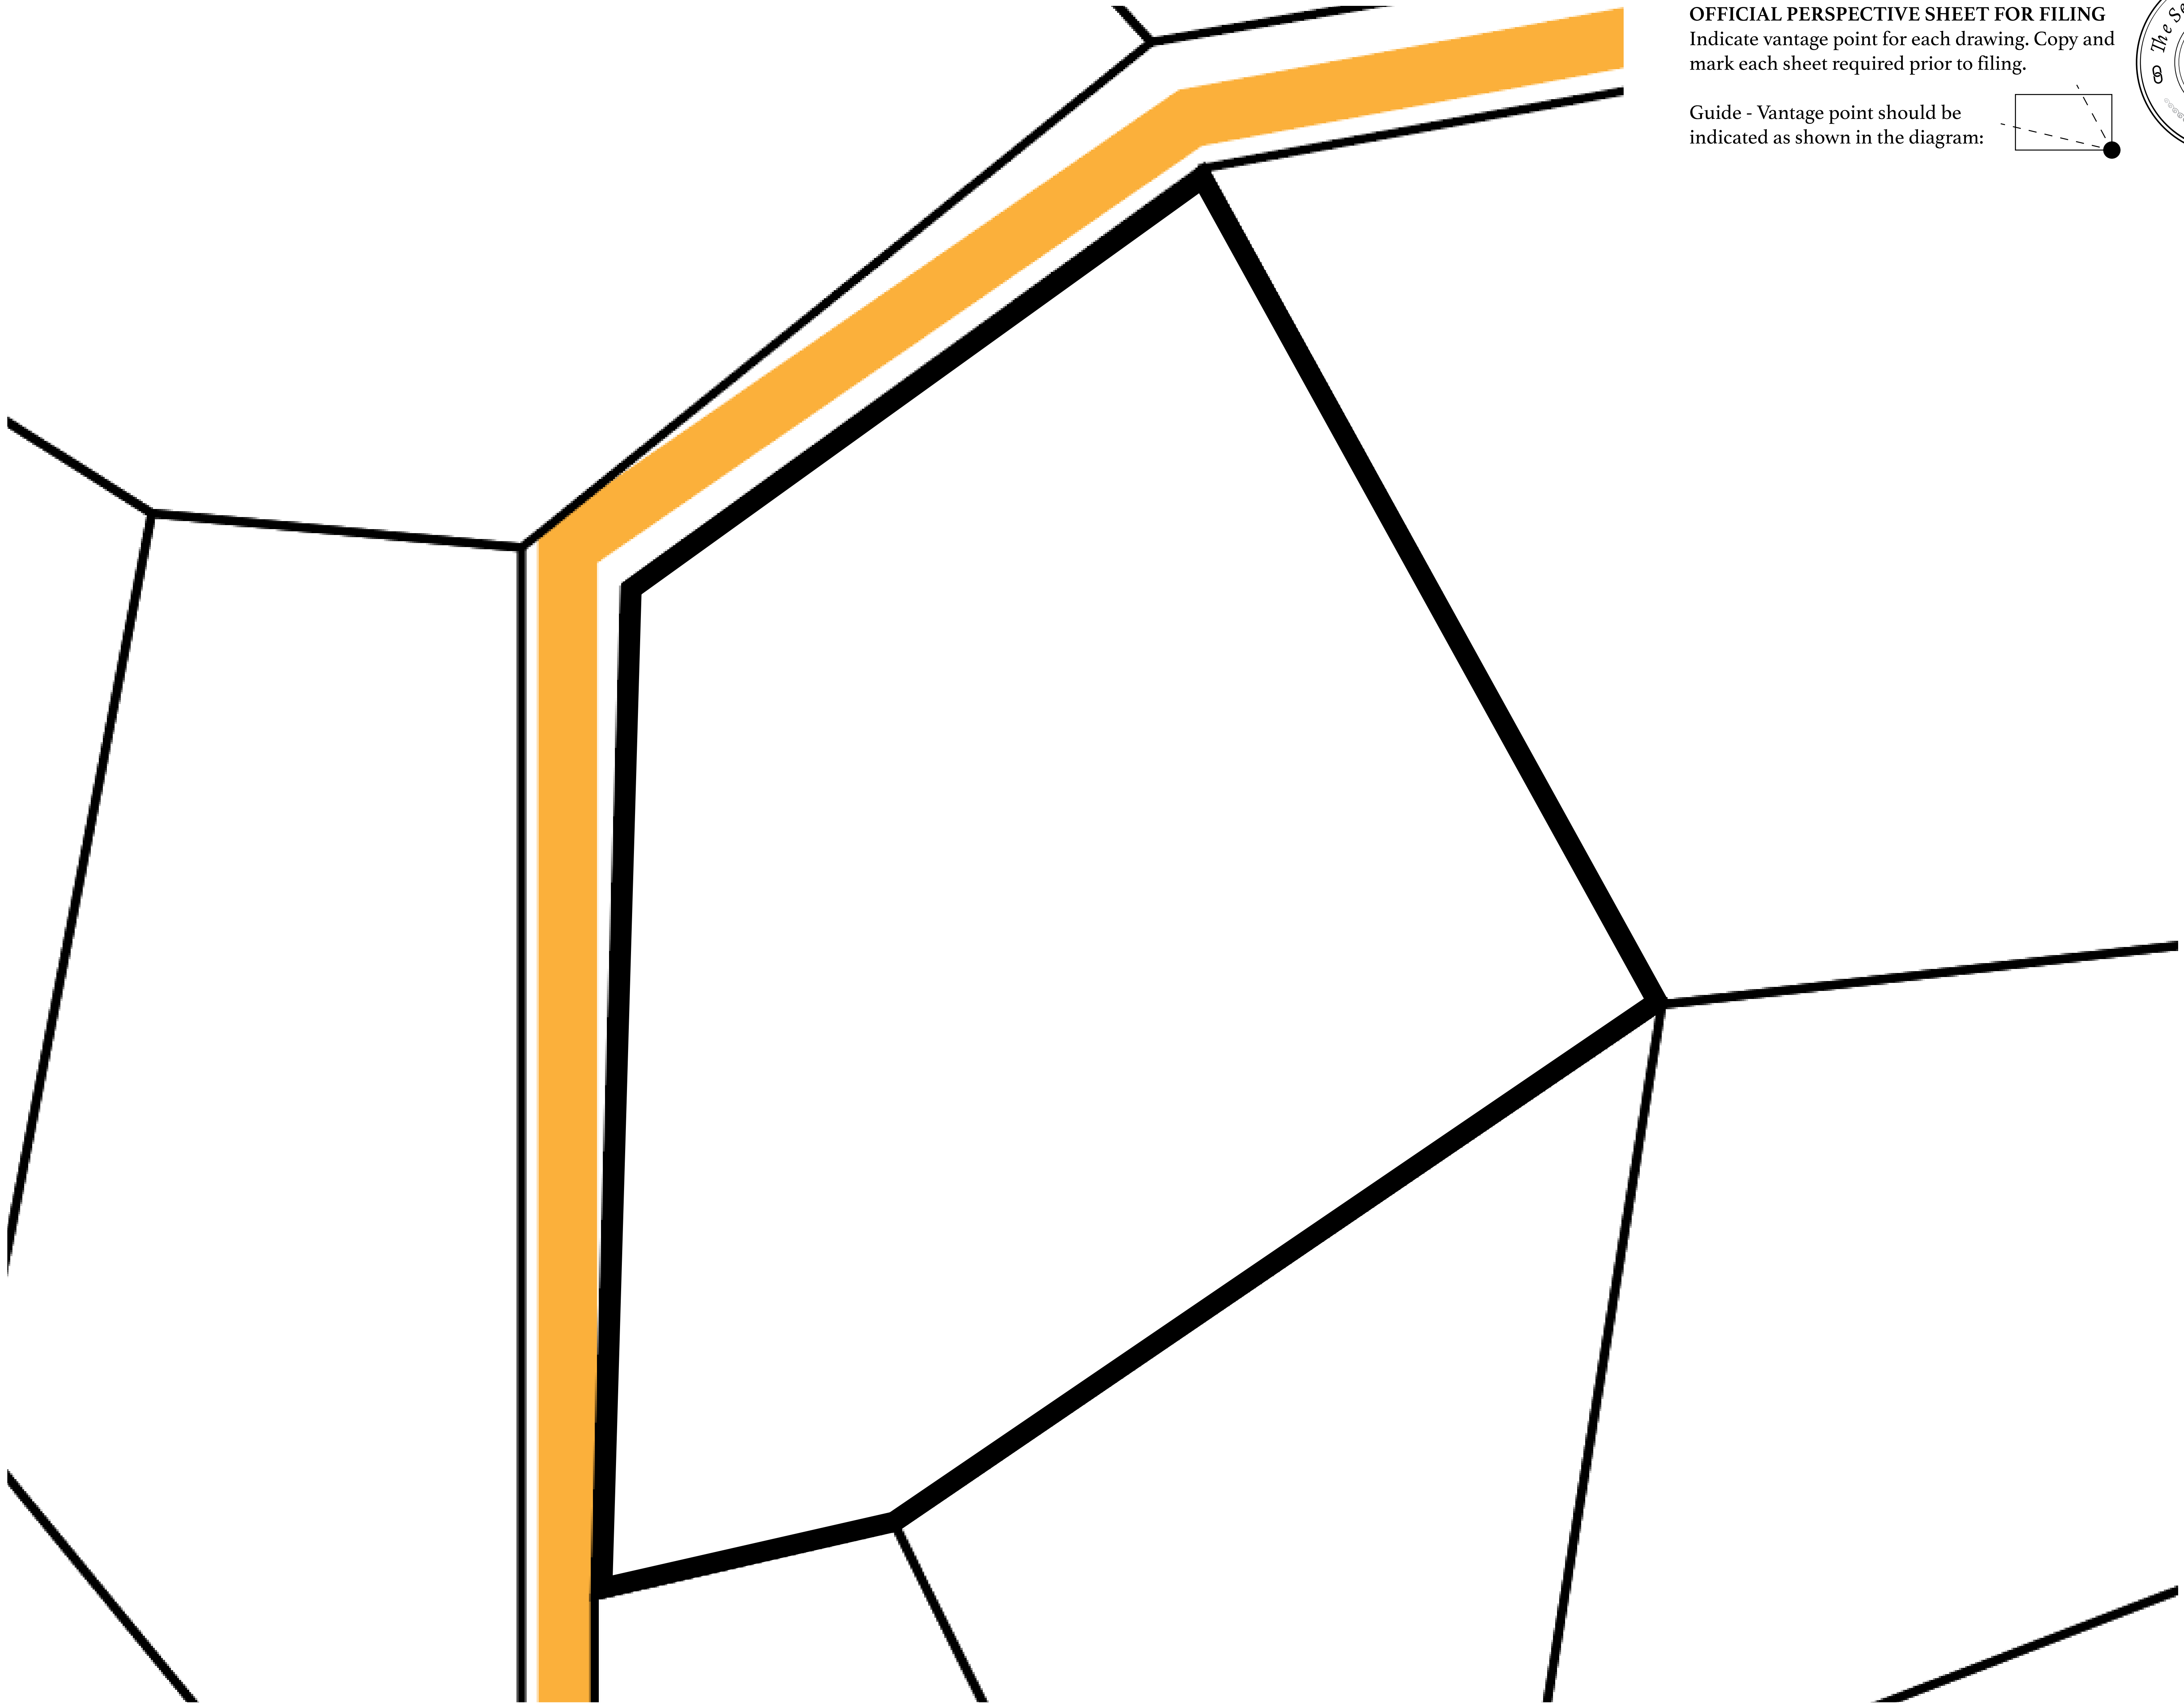 OFFICIAL PERSPECTIVE SHEET FOR FILING
Indicate vantage point for each drawing. Copy and
mark each sheet required prior to filing.
Guide - Vantage point should be
indicated as shown in the diagram:
The